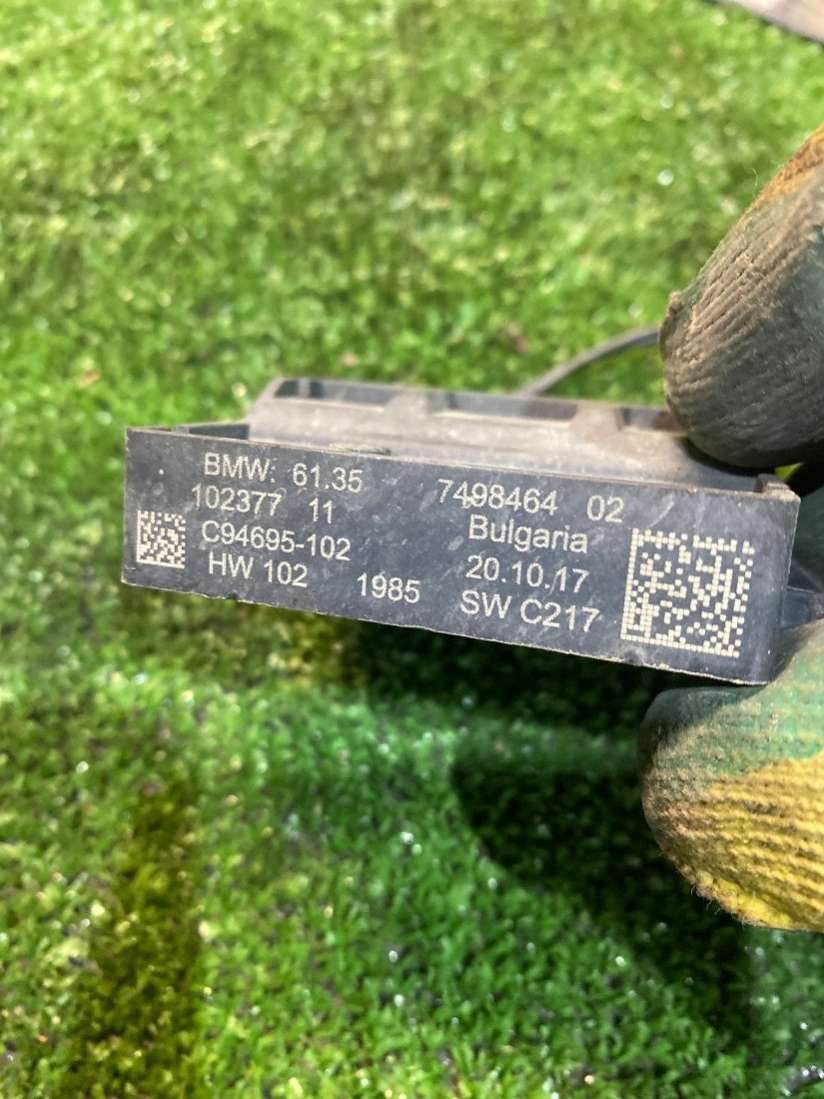 BMW: 61.35 7498464 02
102377 11 Bulgaria
C94695-102 20.10.17
HW 102 1985 SW C217